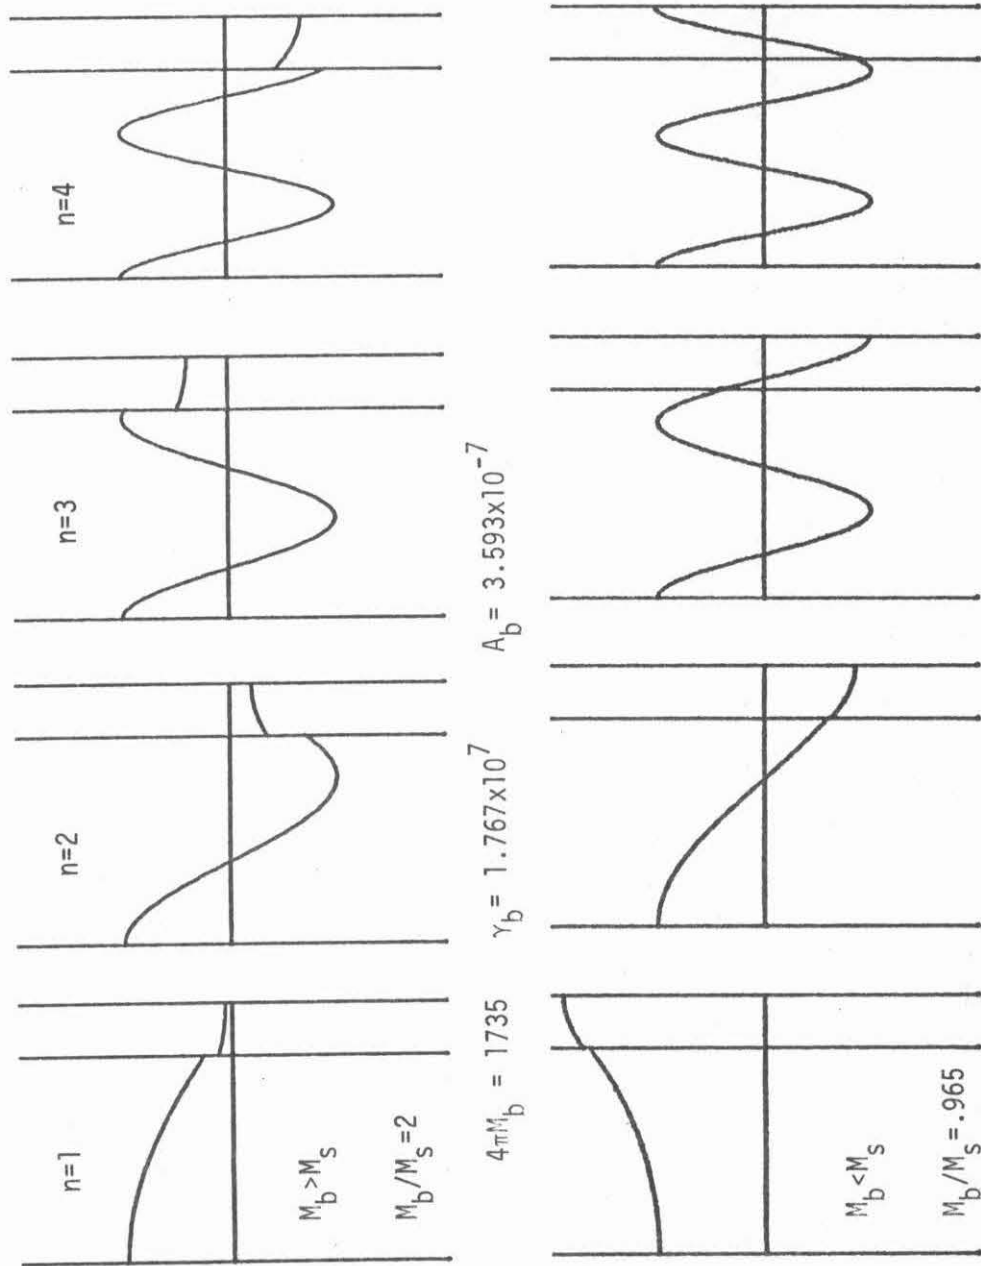 n=1
n=2
n=3
n=4
M_b>M_s
M_b/M_s=2
4πM_b = 1735
γ_b = 1.767x10^7
A_b = 3.593x10^-7
M_b<M_s
M_b/M_s=.965